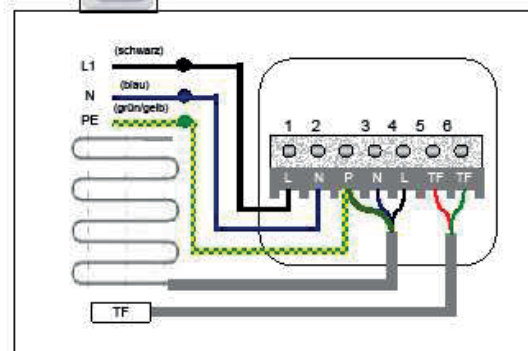 (schwarz)
L1
(blau)
N
(grün/gelb)
PE
1 2 3 4 5 6
L N P N L TF TF
TF